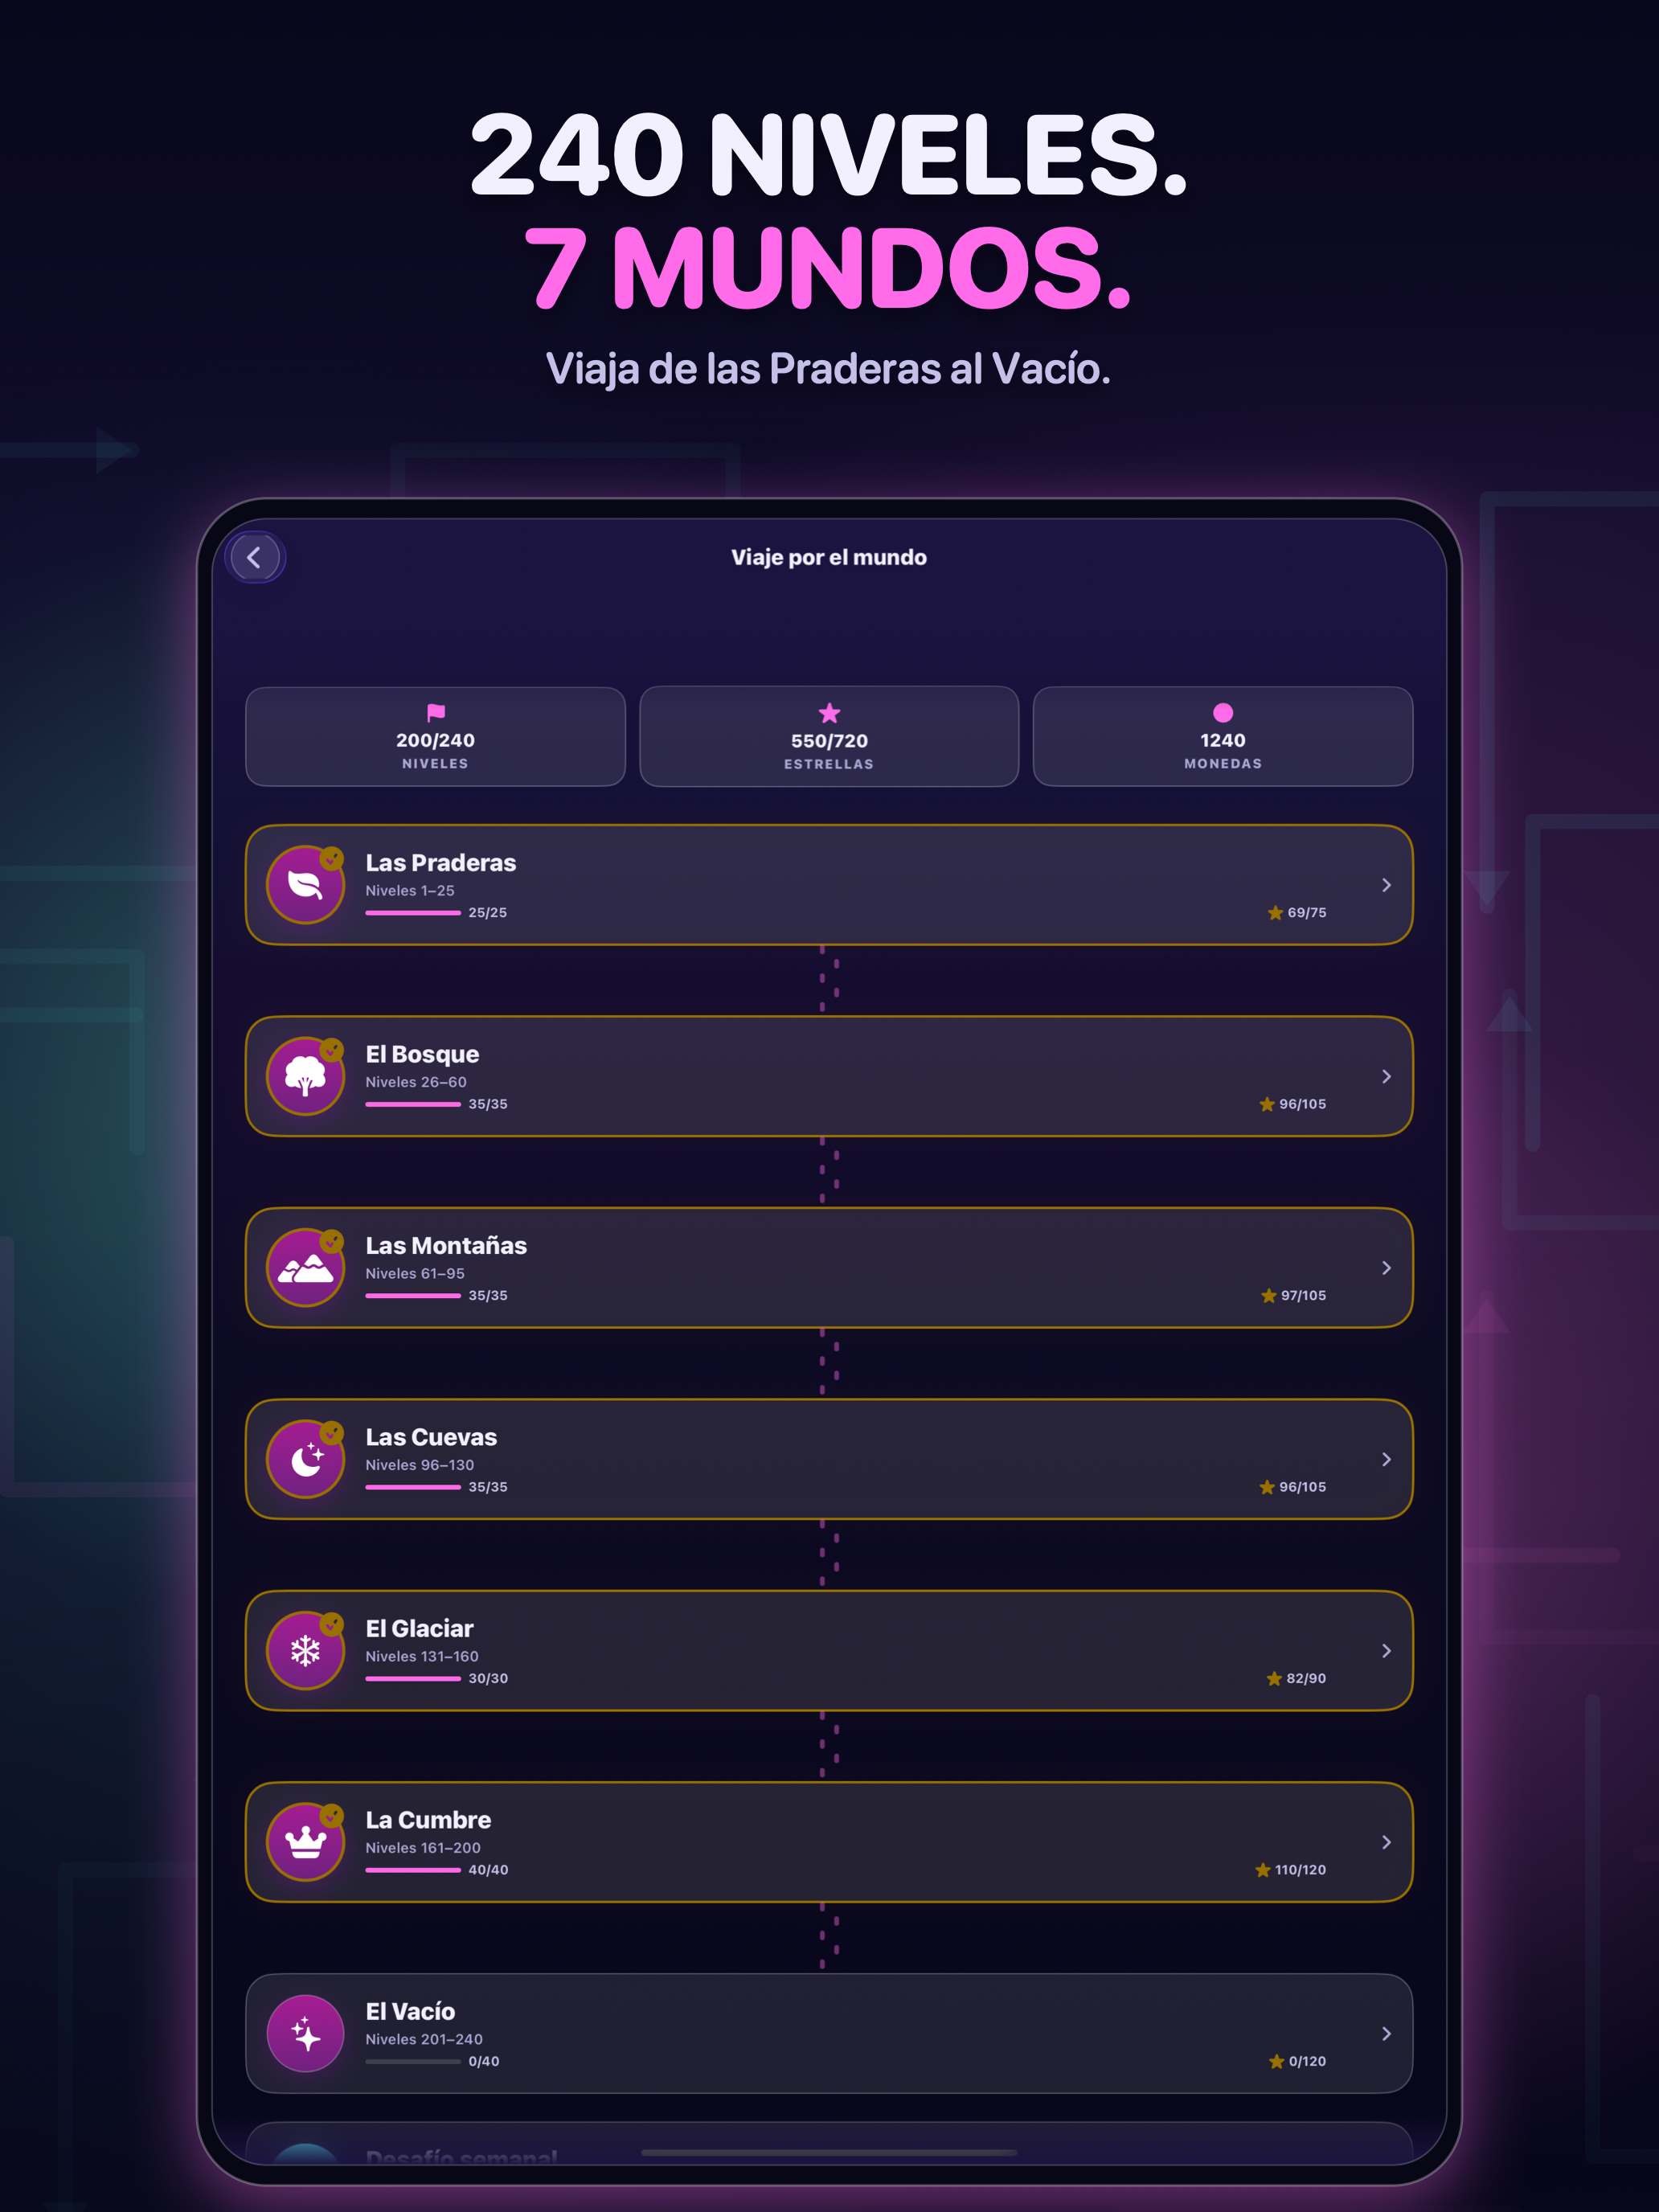 240 NIVELES.
7 MUNDOS.
Viaja de las Praderas al Vacío.
Viaje por el mundo
200/240
NIVELES
550/720
ESTRELLAS
1240
MONEDAS
Las Praderas
Niveles 1–25
25/25
69/75
El Bosque
Niveles 26–60
35/35
96/105
Las Montañas
Niveles 61–95
35/35
97/105
Las Cuevas
Niveles 96–130
35/35
96/105
El Glaciar
Niveles 131–160
30/30
82/90
La Cumbre
Niveles 161–200
40/40
110/120
El Vacío
Niveles 201–240
0/40
0/120
Desafío semanal